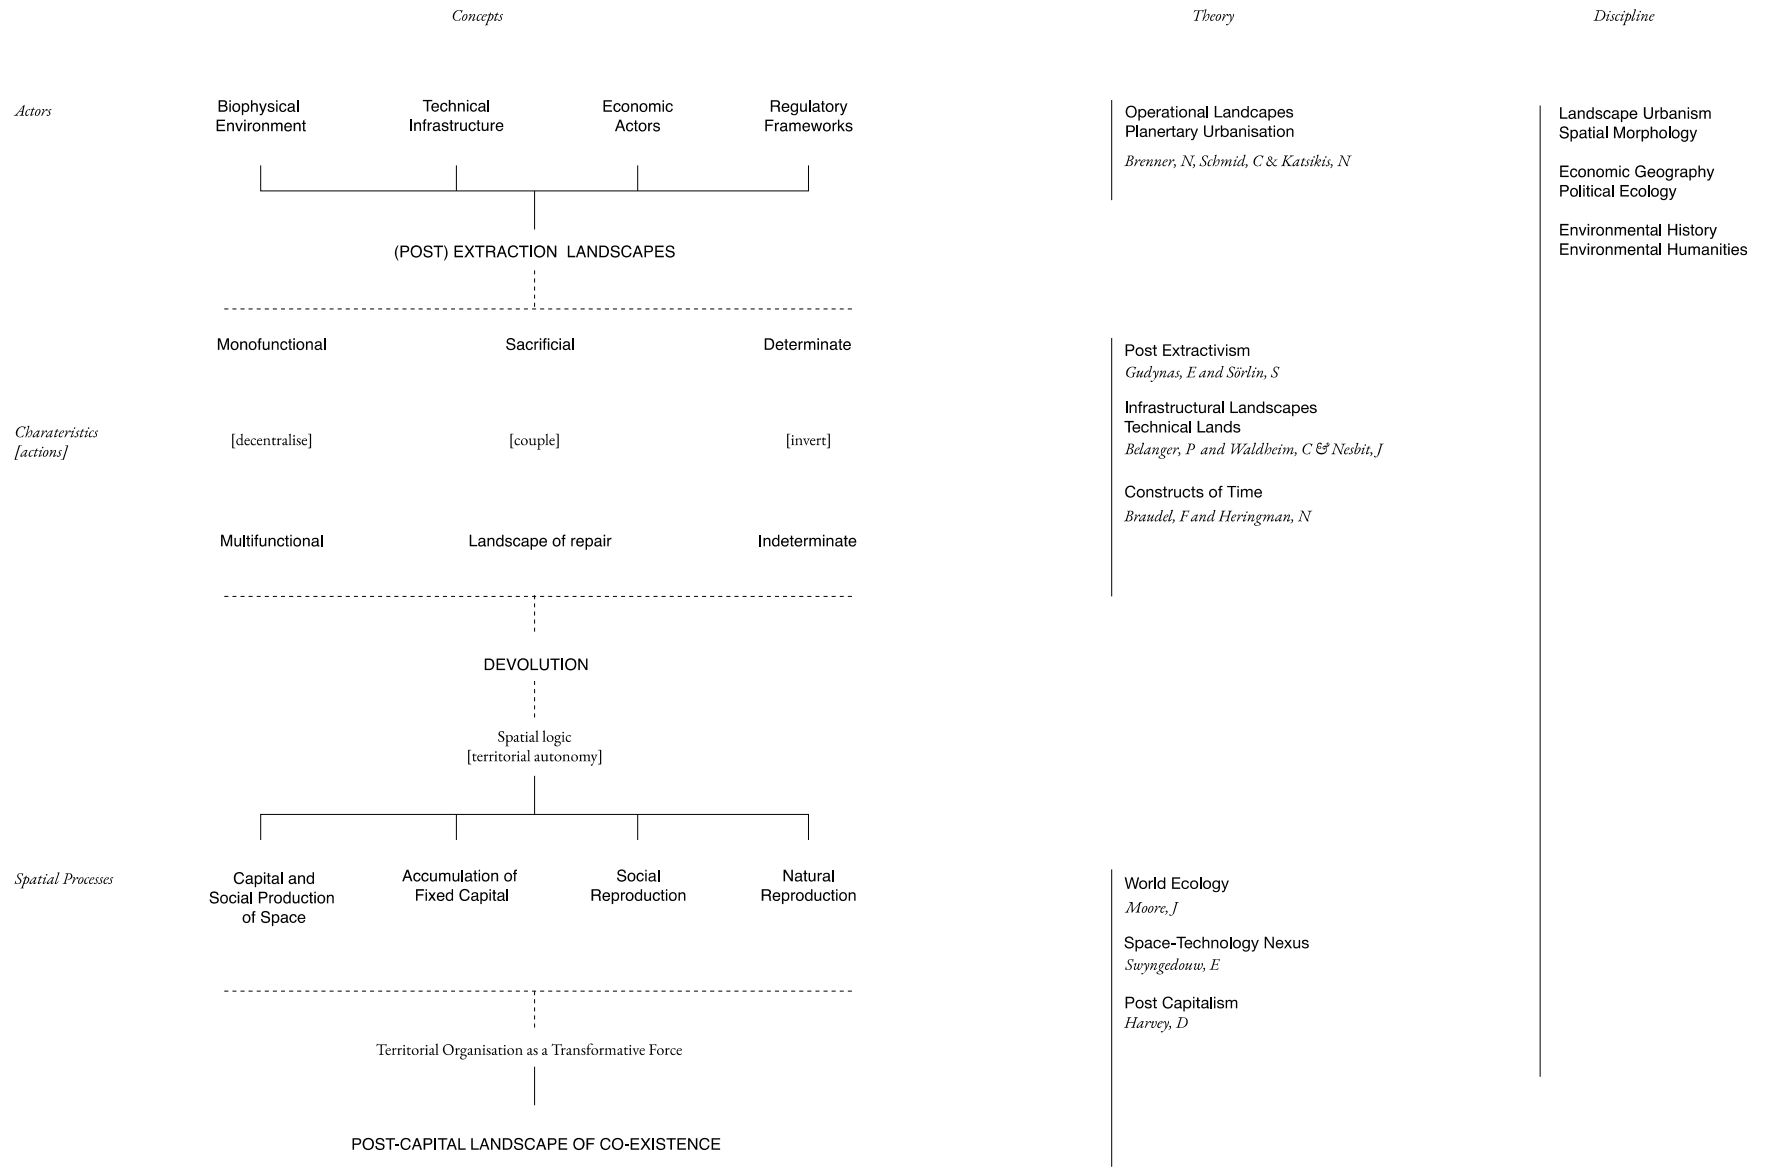 Concepts
Theory
Discipline
Actors
Biophysical
Environment
Technical
Infrastructure
Economic
Actors
Regulatory
Frameworks
Operational Landcapes
Planertary Urbanisation
Brenner, N, Schmid, C & Katsikis, N
Landscape Urbanism
Spatial Morphology
Economic Geography
Political Ecology
Environmental History
Environmental Humanities
(POST) EXTRACTION LANDSCAPES
Monofunctional
Sacrificial
Determinate
Charateristics
[actions]
[decentralise]
[couple]
[invert]
Multifunctional
Landscape of repair
Indeterminate
Post Extractivism
Gudynas, E and Sörlin, S
Infrastructural Landscapes
Technical Lands
Belanger, P and Waldheim, C & Nesbit, J
Constructs of Time
Braudel, F and Heringman, N
DEVOLUTION
Spatial logic
[territorial autonomy]
Spatial Processes
Capital and
Social Production
of Space
Accumulation of
Fixed Capital
Social
Reproduction
Natural
Reproduction
World Ecology
Moore, J
Space-Technology Nexus
Swyngedouw, E
Post Capitalism
Harvey, D
Territorial Organisation as a Transformative Force
POST-CAPITAL LANDSCAPE OF CO-EXISTENCE